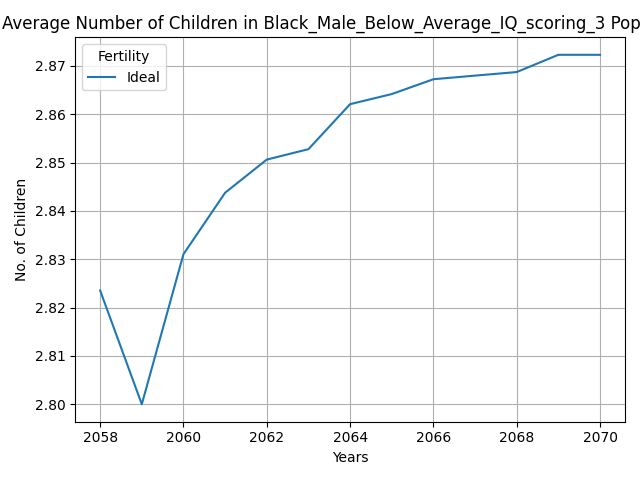 Average Number of Children in Black_Male_Below_Average_IQ_scoring_3 Pop
Fertility
Ideal
No. of Children
2.87
2.86
2.85
2.84
2.83
2.82
2.81
2.80
2058 2060 2062 2064 2066 2068 2070
Years